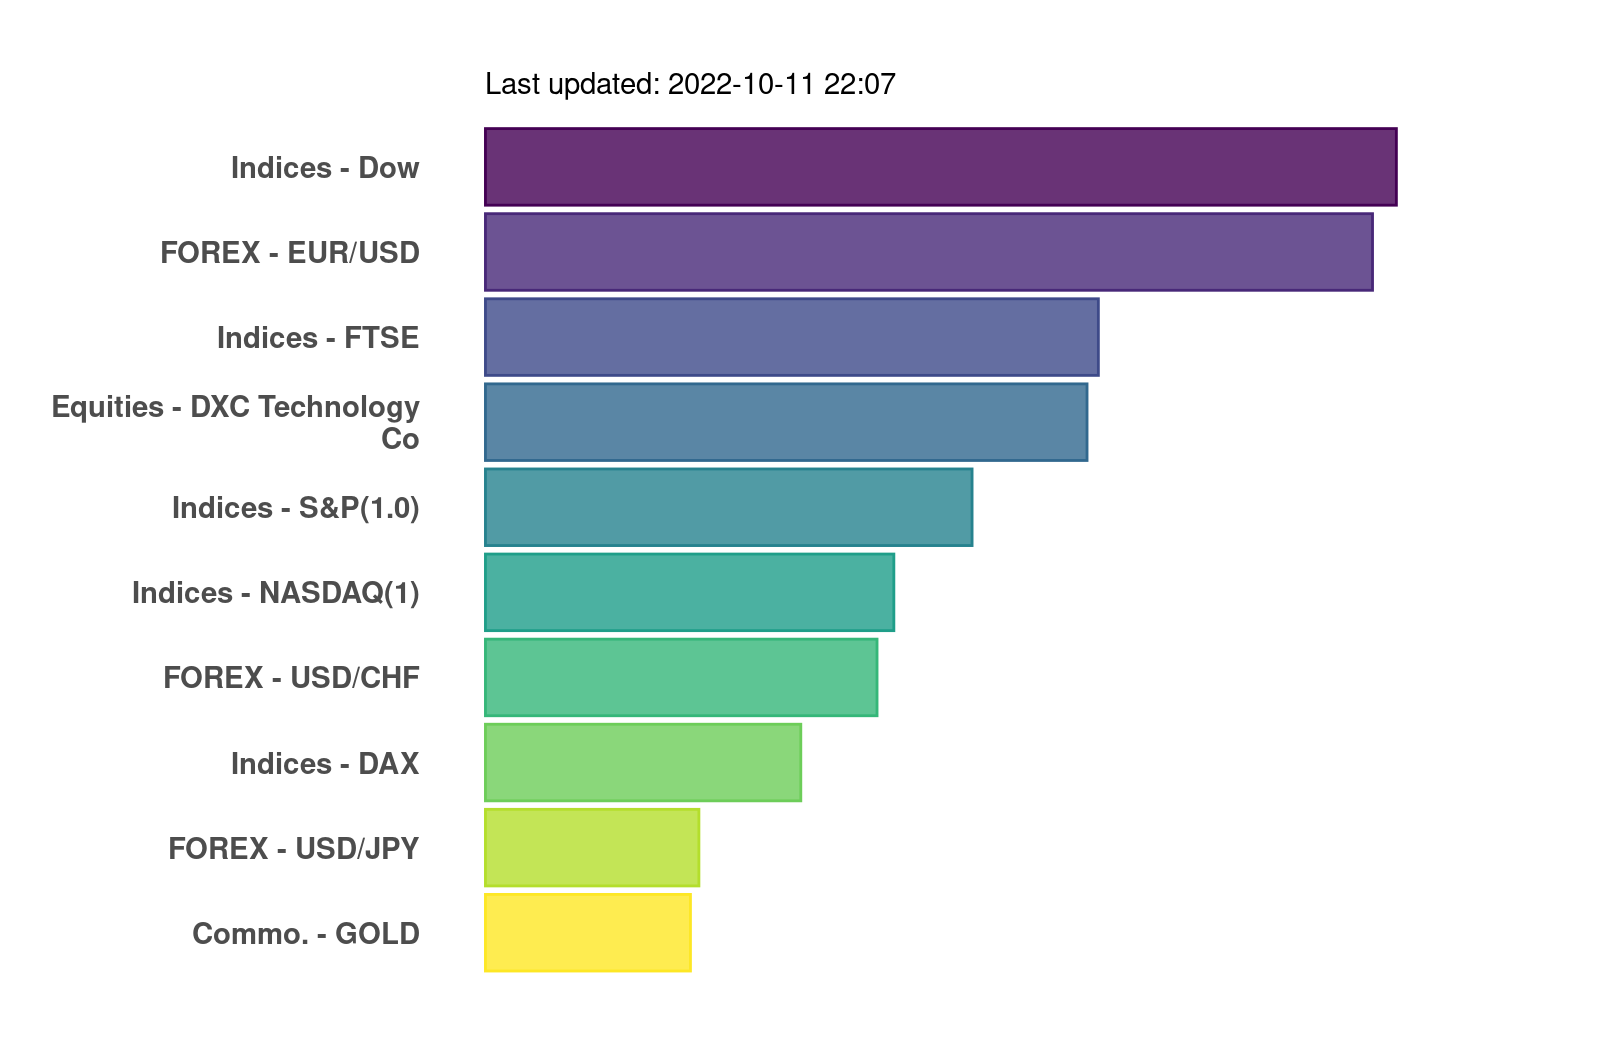 Last updated: 2022-10-11 22:07
Indices - Dow
FOREX - EUR/USD
Indices - FTSE
Equities - DXC Technology
Co
Indices - S&P(1.0)
Indices - NASDAQ(1)
FOREX - USD/CHF
Indices - DAX
FOREX - USD/JPY
Commo. - GOLD